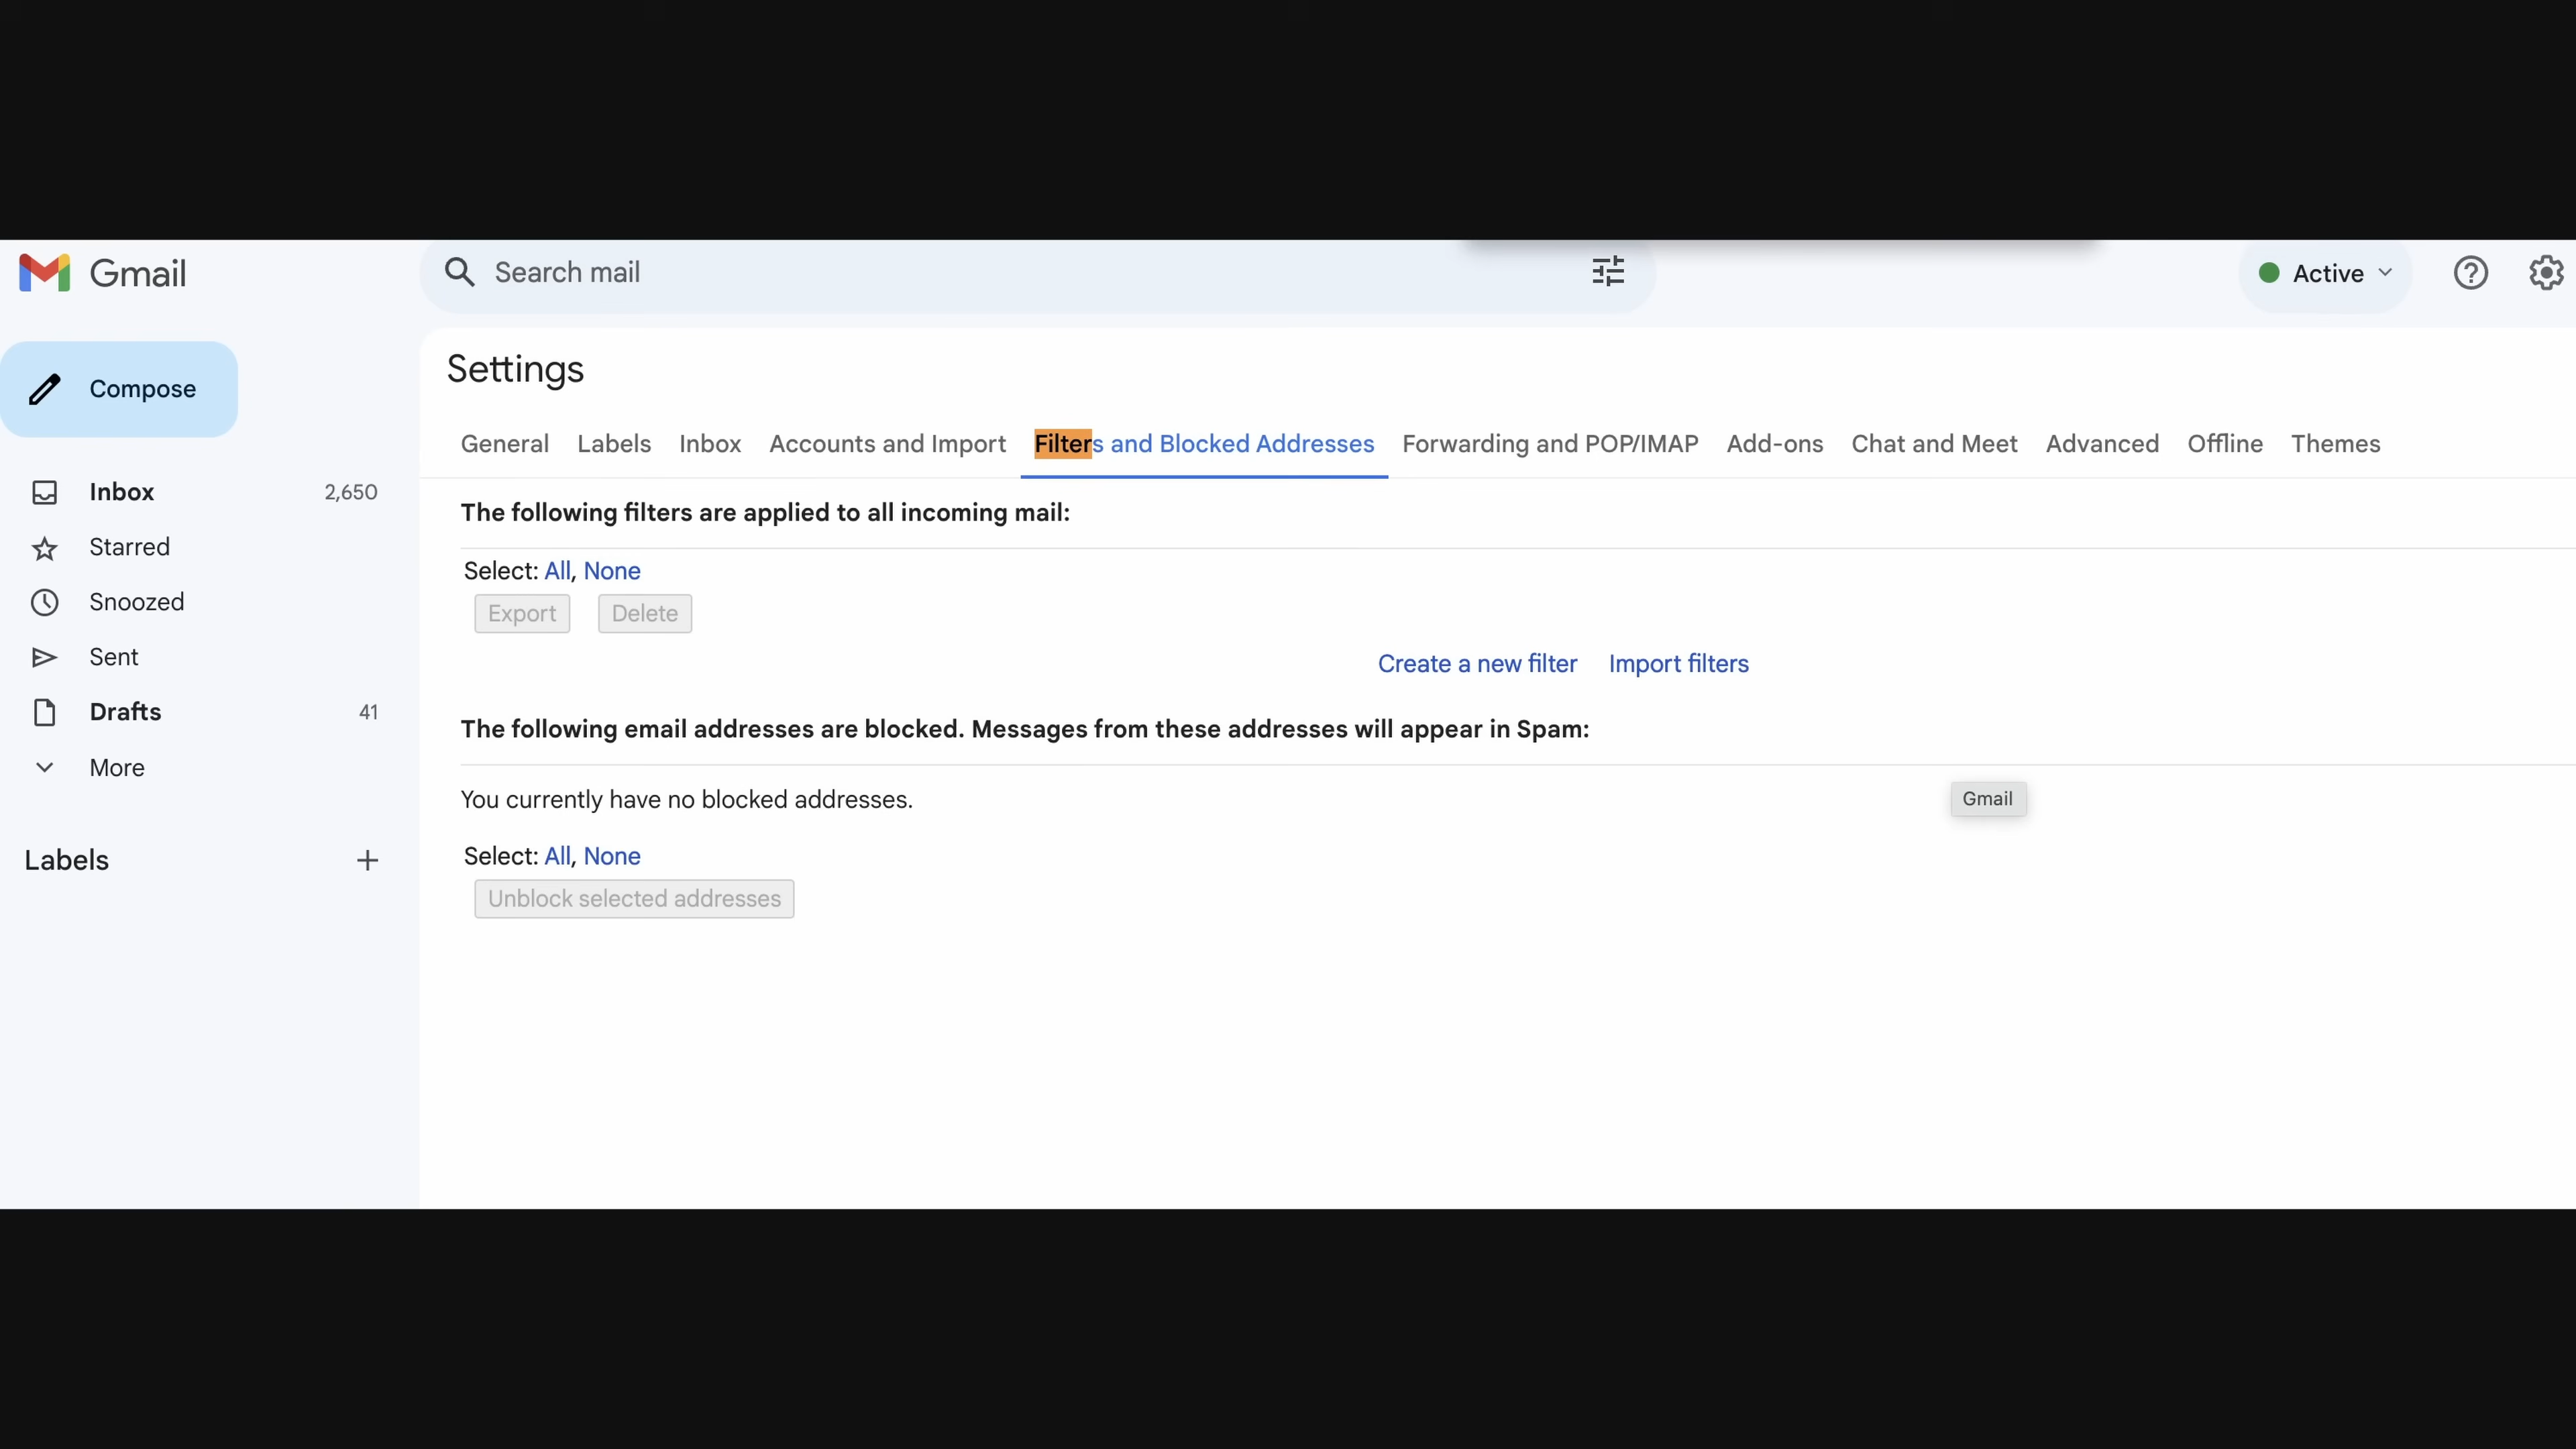 Gmail
Search mail
Active
Compose
Inbox 2,650
Starred
Snoozed
Sent
Drafts 41
More
Labels
Settings
General Labels Inbox Accounts and Import Filters and Blocked Addresses Forwarding and POP/IMAP Add-ons Chat and Meet Advanced Offline Themes
The following filters are applied to all incoming mail:
Select: All, None
Export Delete
Create a new filter Import filters
The following email addresses are blocked. Messages from these addresses will appear in Spam:
You currently have no blocked addresses.
Gmail
Select: All, None
Unblock selected addresses